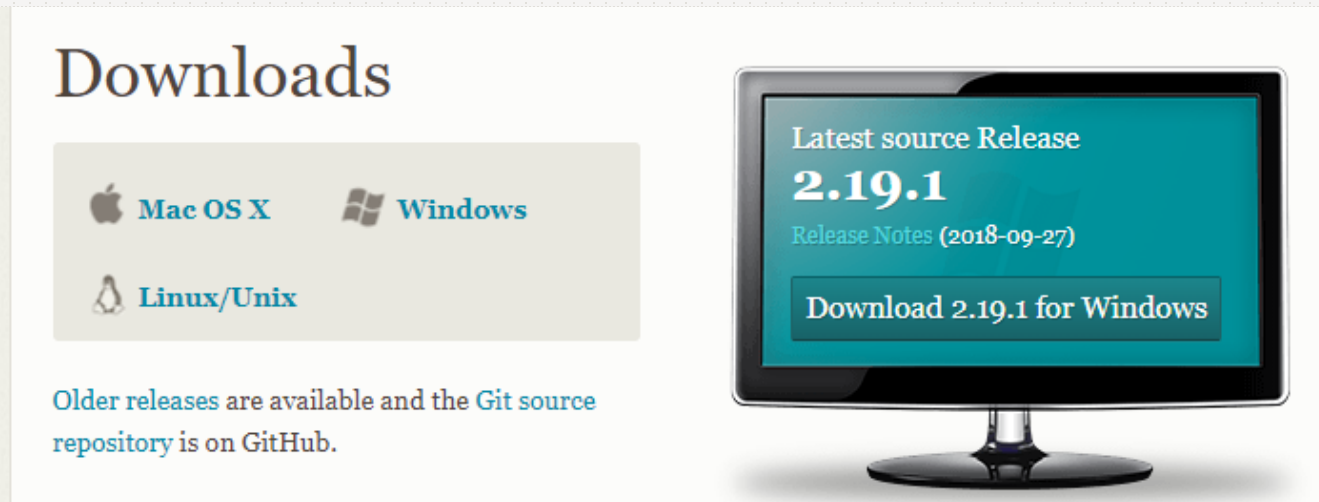 Downloads
Mac OS X
Windows
Linux/Unix
Older releases are available and the Git source
repository is on GitHub.
Latest source Release
2.19.1
Release Notes (2018-09-27)
Download 2.19.1 for Windows